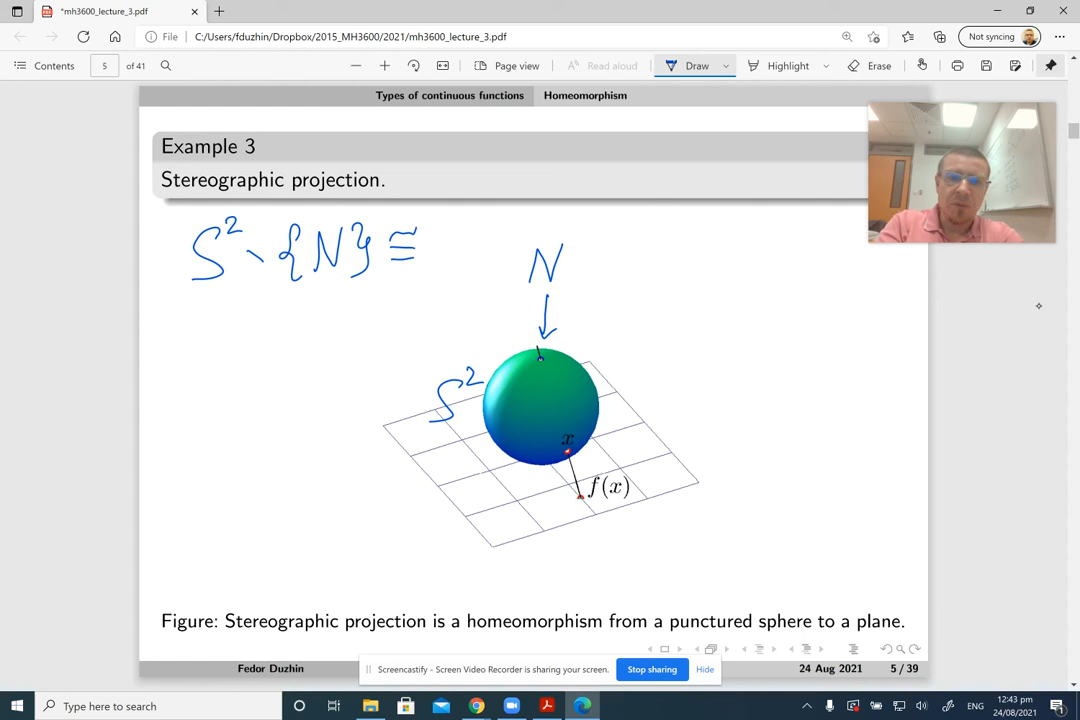 *mh3600_lecture_3.pdf
File C:/Users/fduzhin/Dropbox/2015_MH3600/2021/mh3600_lecture_3.pdf Not syncing
Contents 5 of 41 Page view Read aloud Draw Highlight Erase
Types of continuous functions Homeomorphism
Example 3
Stereographic projection.
S² \ {N} ≅
N
S²
x
f(x)
Figure: Stereographic projection is a homeomorphism from a punctured sphere to a plane.
Fedor Duzhin 24 Aug 2021 5 / 39
Screencastify - Screen Video Recorder is sharing your screen. Stop sharing Hide
Type here to search ENG 12:43 pm
24/08/2021